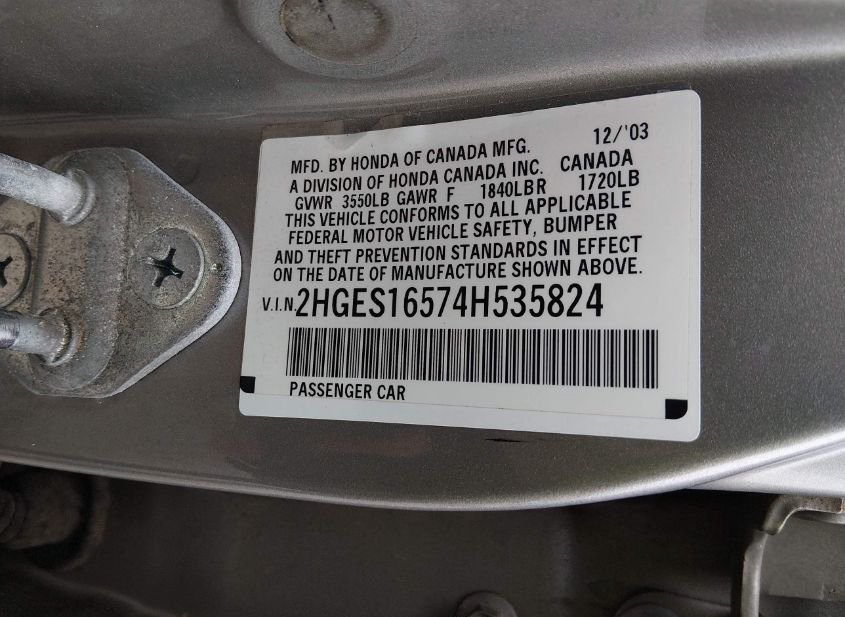 12/'03
MFD. BY HONDA OF CANADA MFG.
A DIVISION OF HONDA CANADA INC. CANADA
GVWR 3550LB GAWR F 1840LBR 1720LB
THIS VEHICLE CONFORMS TO ALL APPLICABLE
FEDERAL MOTOR VEHICLE SAFETY, BUMPER
AND THEFT PREVENTION STANDARDS IN EFFECT
ON THE DATE OF MANUFACTURE SHOWN ABOVE.
V.I.N. 2HGES16574H535824
PASSENGER CAR